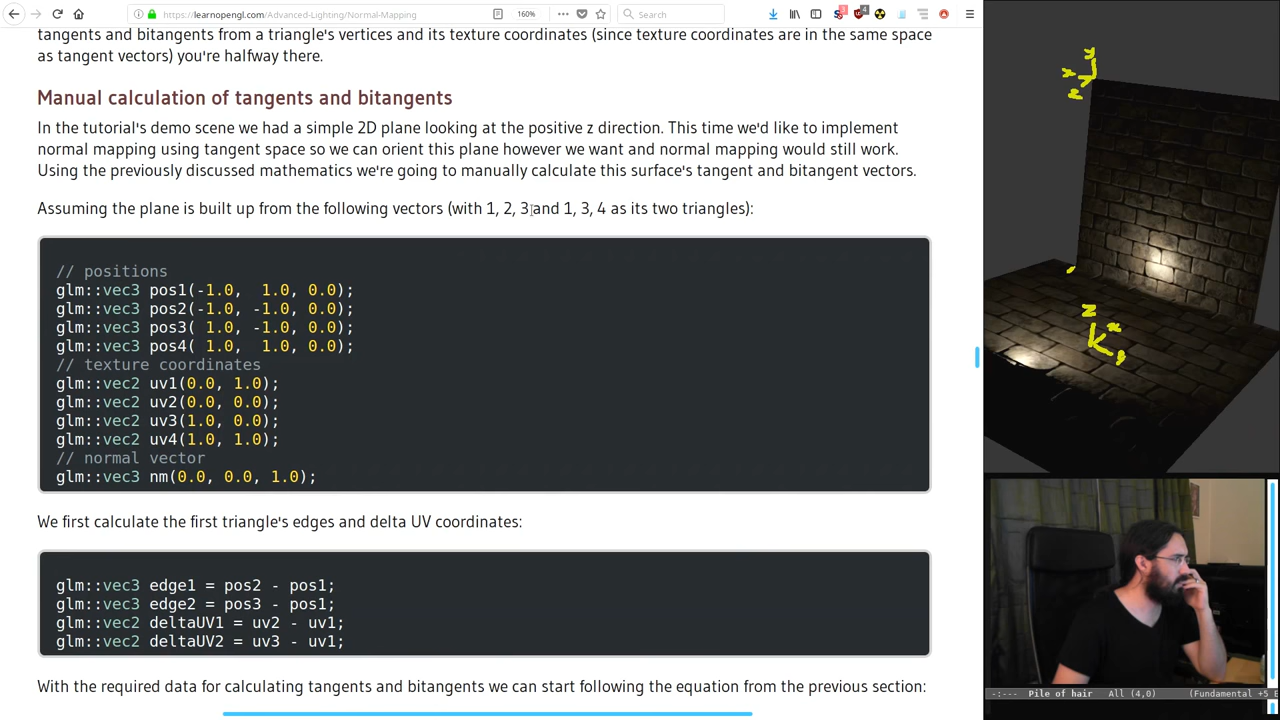 https://learnopengl.com/Advanced-Lighting/Normal-Mapping
160%
Search
3
4
tangents and bitangents from a triangle's vertices and its texture coordinates (since texture coordinates are in the same space
as tangent vectors) you're halfway there.
Manual calculation of tangents and bitangents
In the tutorial's demo scene we had a simple 2D plane looking at the positive z direction. This time we'd like to implement
normal mapping using tangent space so we can orient this plane however we want and normal mapping would still work.
Using the previously discussed mathematics we're going to manually calculate this surface's tangent and bitangent vectors.
Assuming the plane is built up from the following vectors (with 1, 2, 3 and 1, 3, 4 as its two triangles):
// positions
glm::vec3 pos1(-1.0,  1.0, 0.0);
glm::vec3 pos2(-1.0, -1.0, 0.0);
glm::vec3 pos3( 1.0, -1.0, 0.0);
glm::vec3 pos4( 1.0,  1.0, 0.0);
// texture coordinates
glm::vec2 uv1(0.0, 1.0);
glm::vec2 uv2(0.0, 0.0);
glm::vec2 uv3(1.0, 0.0);
glm::vec2 uv4(1.0, 1.0);
// normal vector
glm::vec3 nm(0.0, 0.0, 1.0);
We first calculate the first triangle's edges and delta UV coordinates:
glm::vec3 edge1 = pos2 - pos1;
glm::vec3 edge2 = pos3 - pos1;
glm::vec2 deltaUV1 = uv2 - uv1;
glm::vec2 deltaUV2 = uv3 - uv1;
With the required data for calculating tangents and bitangents we can start following the equation from the previous section:
y
x
z
z
x
y
-:---  Pile of hair   All (4,0)   (Fundamental +5 E